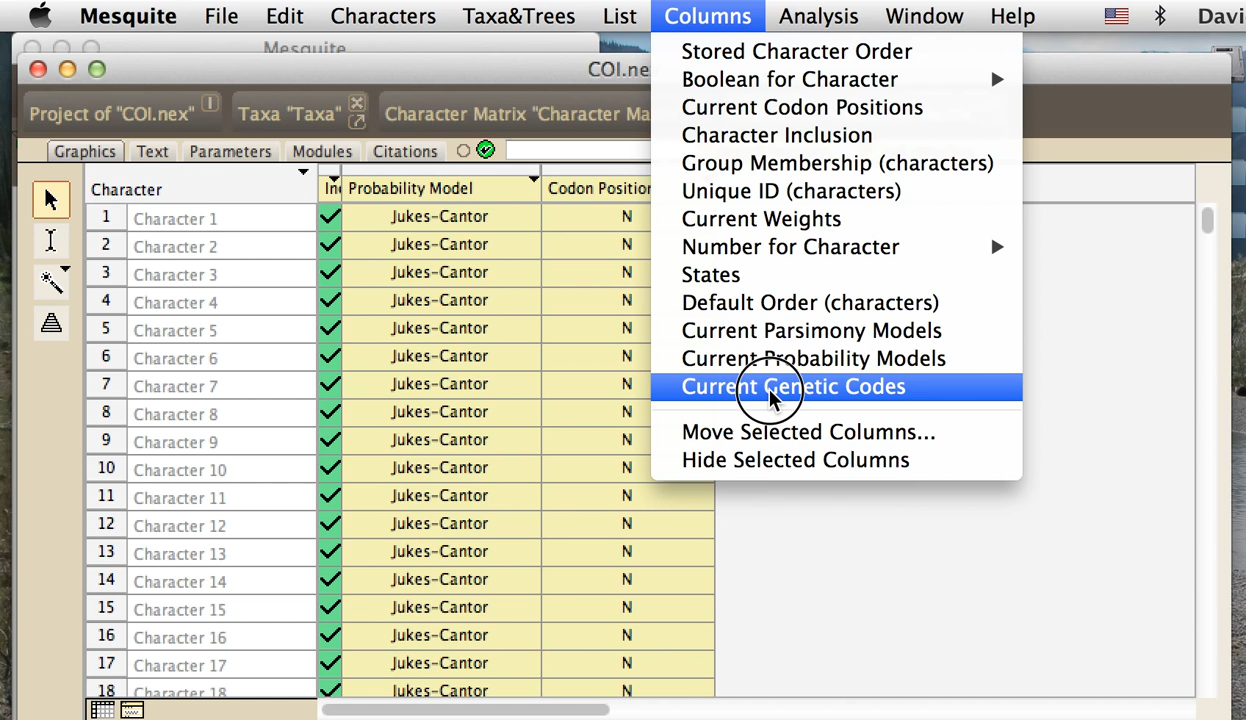 Mesquite File Edit Characters Taxa&Trees List Columns Analysis Window Help Davi
Mesquite
COI.ne
Project of "COI.nex" Taxa "Taxa" Character Matrix "Character Ma
Graphics Text Parameters Modules Citations
Character In Probability Model Codon Position
1 Character 1 Jukes-Cantor N
2 Character 2 Jukes-Cantor N
3 Character 3 Jukes-Cantor N
4 Character 4 Jukes-Cantor N
5 Character 5 Jukes-Cantor N
6 Character 6 Jukes-Cantor N
7 Character 7 Jukes-Cantor N
8 Character 8 Jukes-Cantor N
9 Character 9 Jukes-Cantor N
10 Character 10 Jukes-Cantor N
11 Character 11 Jukes-Cantor N
12 Character 12 Jukes-Cantor N
13 Character 13 Jukes-Cantor N
14 Character 14 Jukes-Cantor N
15 Character 15 Jukes-Cantor N
16 Character 16 Jukes-Cantor N
17 Character 17 Jukes-Cantor N
18 Character 18 Jukes-Cantor N
Stored Character Order
Boolean for Character
Current Codon Positions
Character Inclusion
Group Membership (characters)
Unique ID (characters)
Current Weights
Number for Character
States
Default Order (characters)
Current Parsimony Models
Current Probability Models
Current Genetic Codes
Move Selected Columns...
Hide Selected Columns